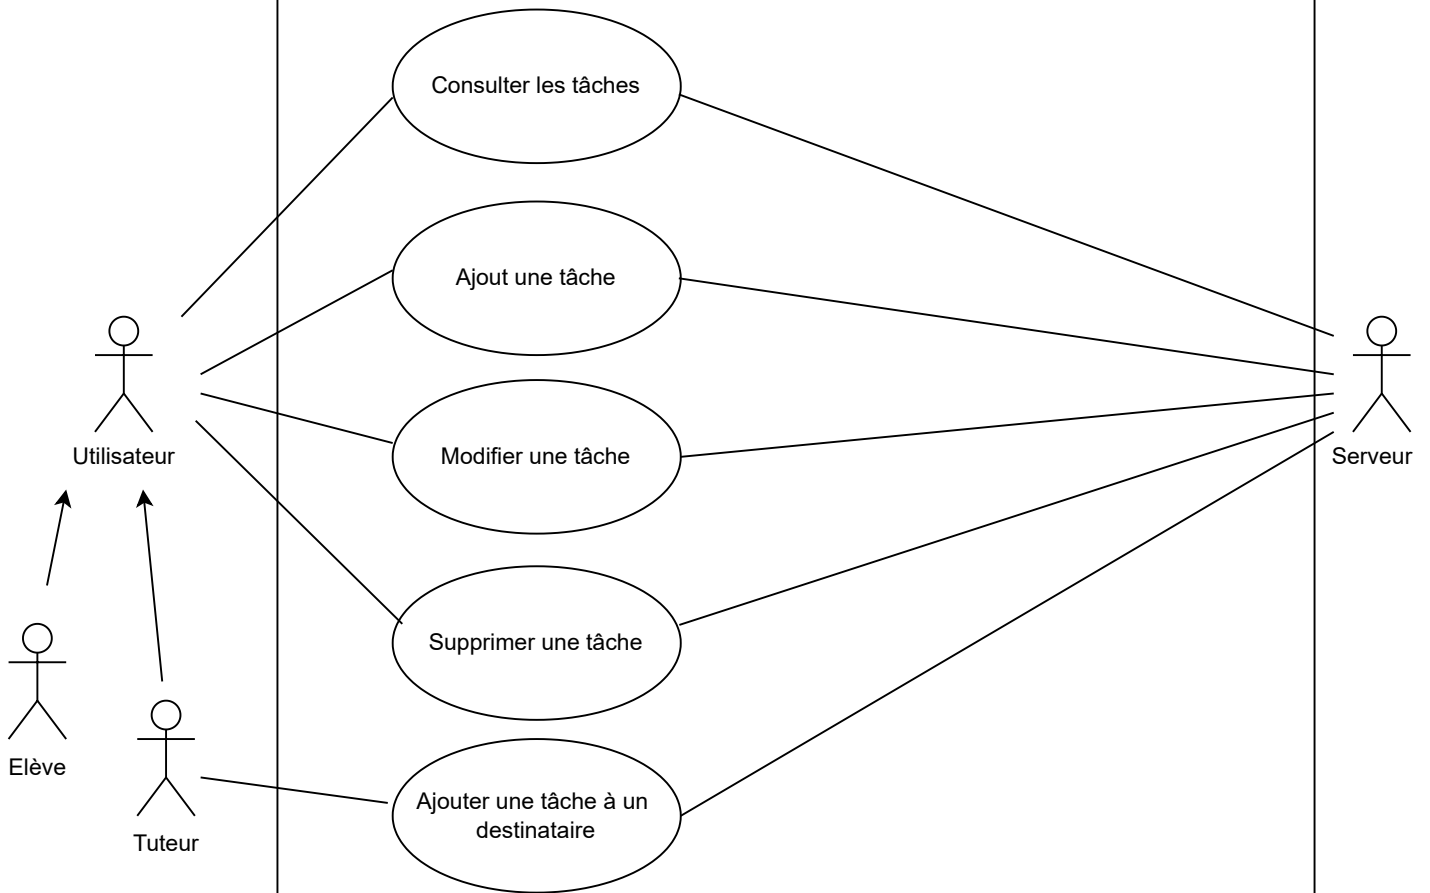 Consulter les tâches
Ajout une tâche
Utilisateur
Modifier une tâche
Serveur
Supprimer une tâche
Elève
Ajouter une tâche à un
destinataire
Tuteur